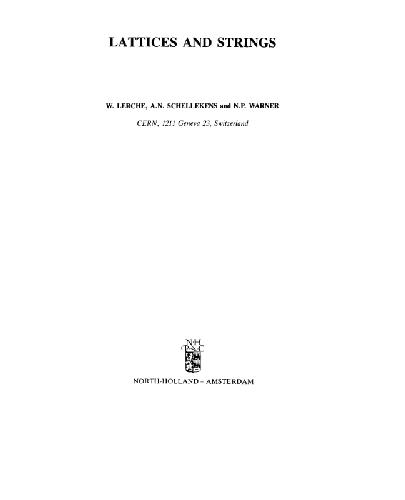 LATTICES AND STRINGS
W. LERCHE, A.N. SCHELLEKENS and N.P. WARNER
CERN, 1211 Geneva 23, Switzerland
NORTH-HOLLAND – AMSTERDAM